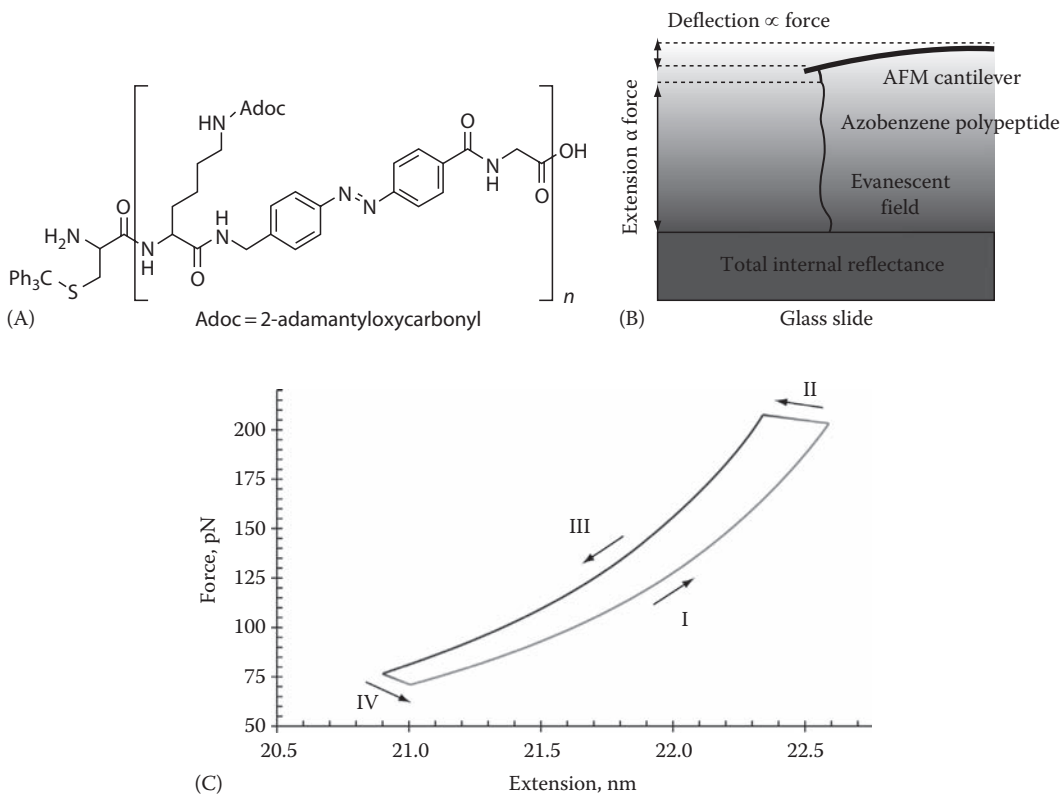 Deflection ∝ force
AFM cantilever
Azobenzene polypeptide
Evanescent
field
Extension α force
Total internal reflectance
Glass slide
(B)
HN
Adoc
O
N
H
OH
O
N
N
O
H2N
N
H
H
N
O
Ph3C
S
n
(A)
Adoc = 2-adamantyloxycarbonyl
II
III
I
IV
Force, pN
200
175
150
125
100
75
50
20.5 21.0 21.5 22.0 22.5
Extension, nm
(C)